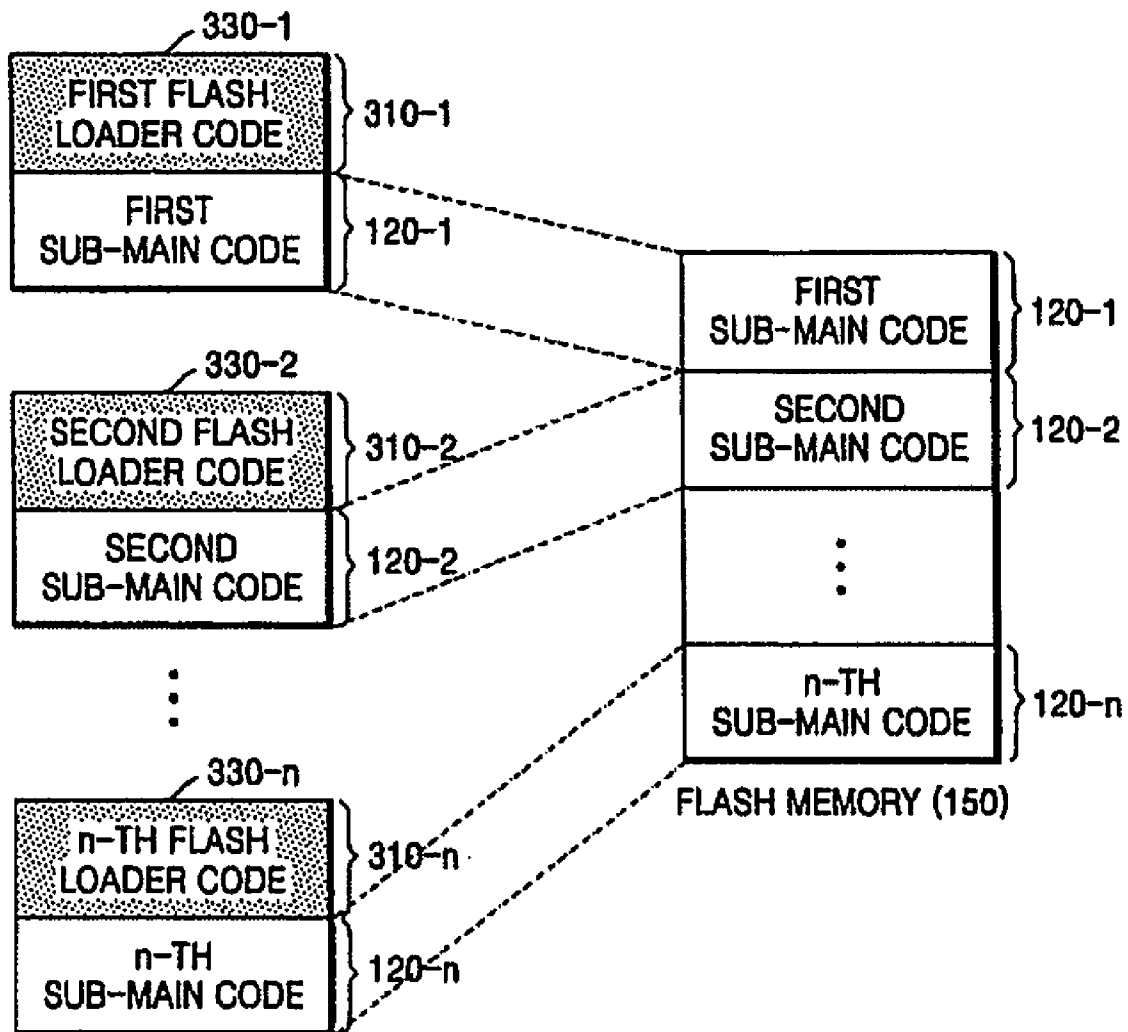 330-1
FIRST FLASH
LOADER CODE
310-1
FIRST
SUB-MAIN CODE
120-1
330-2
SECOND FLASH
LOADER CODE
310-2
SECOND
SUB-MAIN CODE
120-2
330-n
n-TH FLASH
LOADER CODE
310-n
n-TH
SUB-MAIN CODE
120-n
FIRST
SUB-MAIN CODE
120-1
SECOND
SUB-MAIN CODE
120-2
n-TH
SUB-MAIN CODE
120-n
FLASH MEMORY (150)